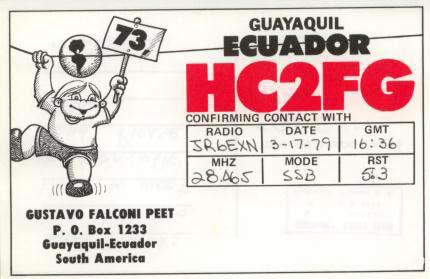 73,
GUAYAQUIL
ECUADOR
HC2FG
CONFIRMING CONTACT WITH
RADIO DATE GMT
JR6EXN 3-17-79 16:36
MHZ MODE RST
28.465 SSB 5.3
GUSTAVO FALCONI PEET
P. O. Box 1233
Guayaquil-Ecuador
South America